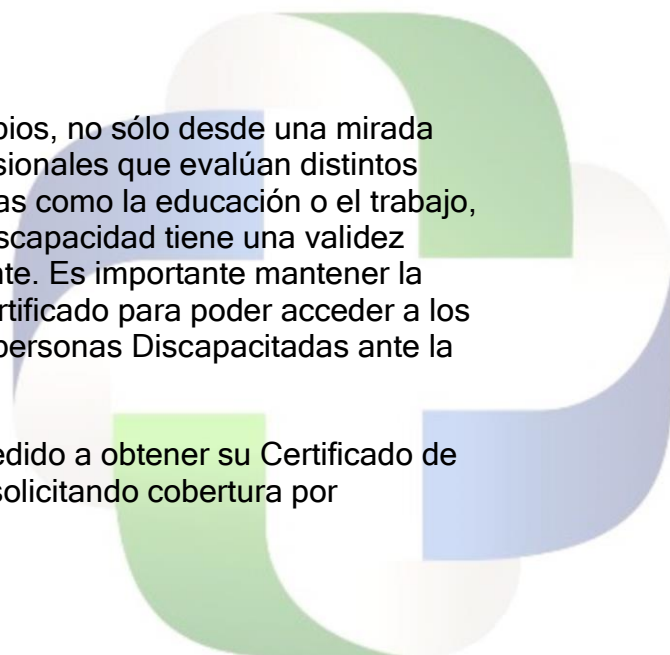 bios, no sólo desde una mirada
sionales que evalúan distintos
as como la educación o el trabajo,
scapacidad tiene una validez
nte. Es importante mantener la
rtificado para poder acceder a los
personas Discapacitadas ante la
edido a obtener su Certificado de
solicitando cobertura por